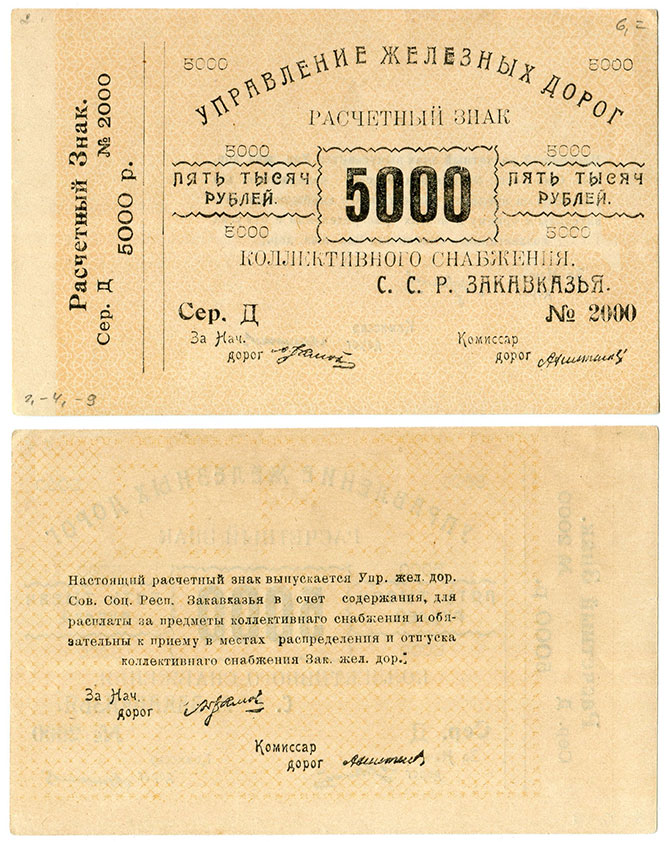 2.
6,=
Расчетный Знак.
Сер. Д № 2000
5000 р.
2,-4,-9
5000 5000
УПРАВЛЕНИЕ ЖЕЛЕЗНЫХ ДОРОГ
РАСЧЕТНЫЙ ЗНАК
5000 5000
ПЯТЬ ТЫСЯЧ РУБЛЕЙ.
5000
ПЯТЬ ТЫСЯЧ РУБЛЕЙ.
5000 5000
КОЛЛЕКТИВНОГО СНАБЖЕНИЯ.
С. С. Р. ЗАКАВКАЗЬЯ.
Сер. Д № 2000
За Нач. дорог
Комиссар дорог
Настоящий расчетный знак выпускается Упр. жел. дор.
Сов. Соц. Респ. Закавказья в счет содержания, для
расплаты за предметы коллективнаго снабжения и обя-
зательны к приему в местах распределения и отпуска
коллективнаго снабжения Зак. жел. дор.
За Нач.
дорог
Комиссар
дорог